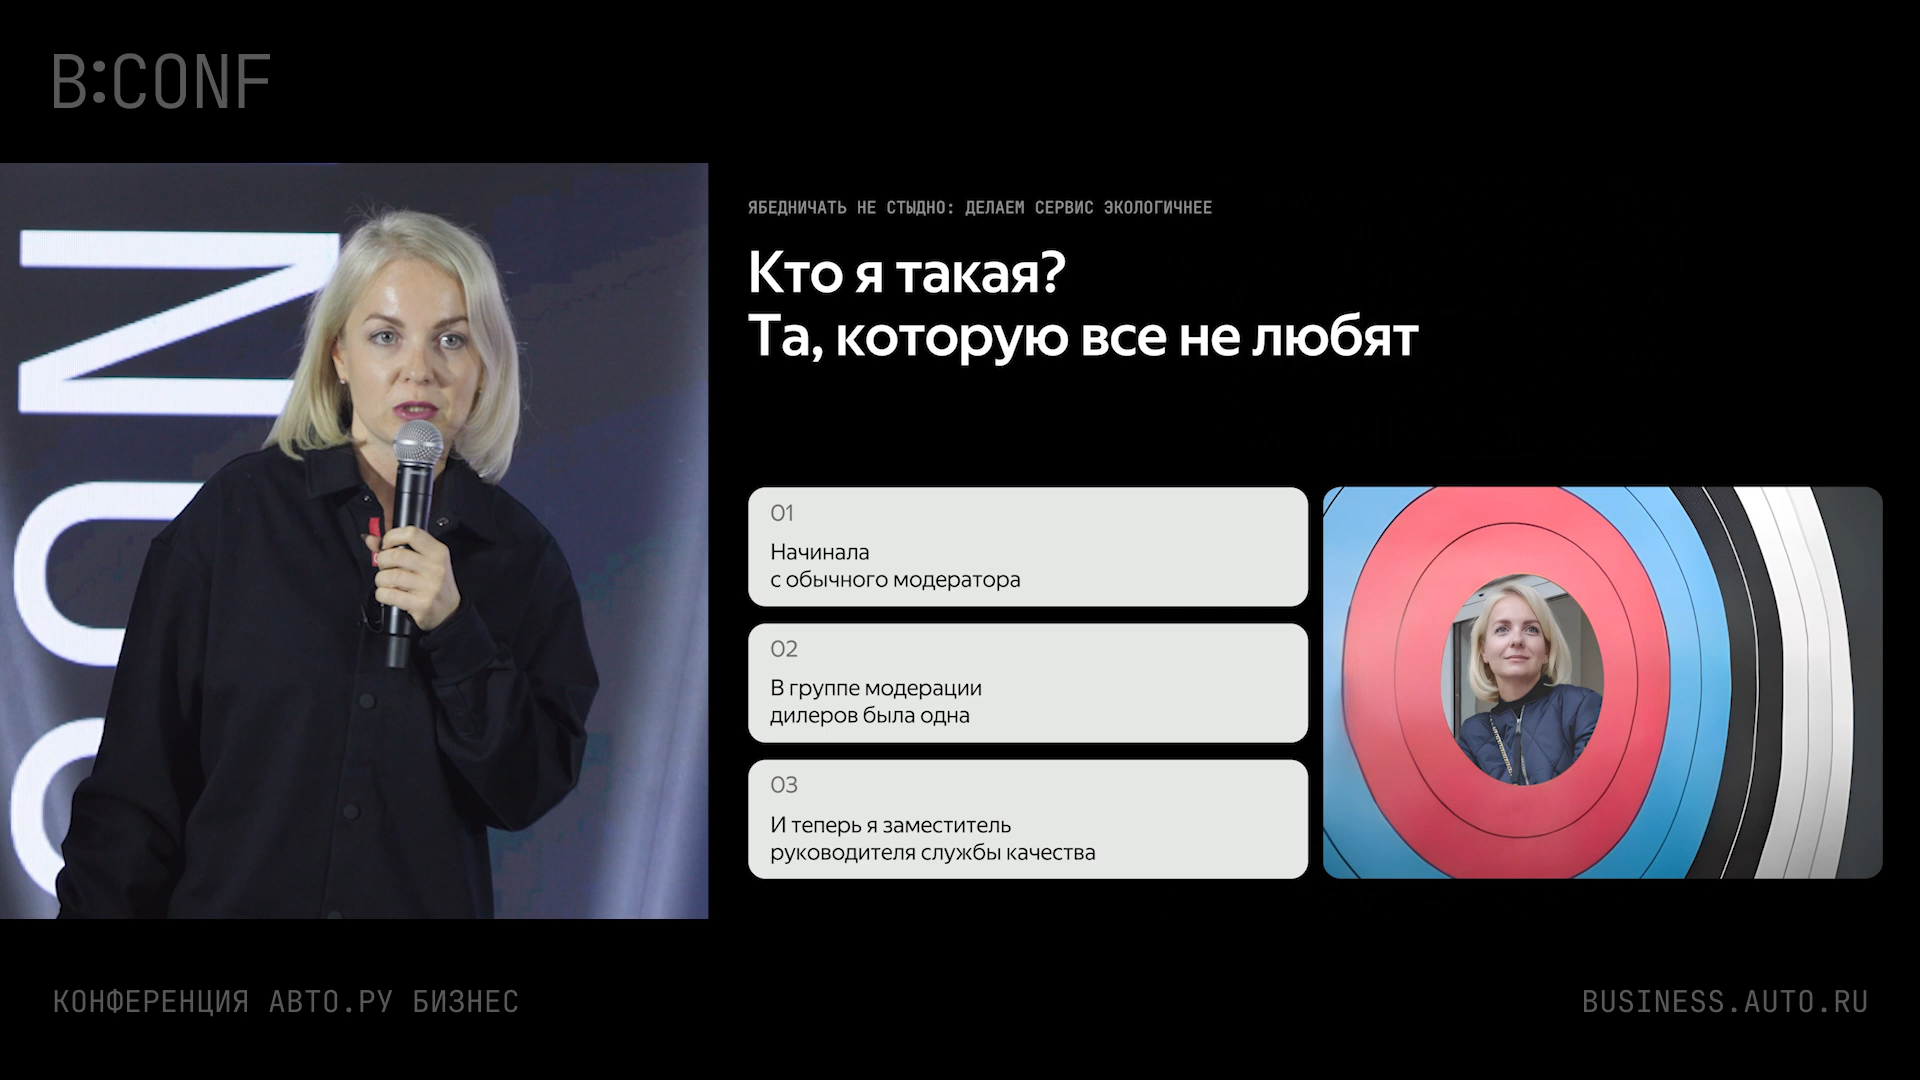 B:CONF
ЯБЕДНИЧАТЬ НЕ СТЫДНО: ДЕЛАЕМ СЕРВИС ЭКОЛОГИЧНЕЕ
Кто я такая?
Та, которую все не любят
01
Начинала
с обычного модератора
02
В группе модерации
дилеров была одна
03
И теперь я заместитель
руководителя службы качества
КОНФЕРЕНЦИЯ АВТО.РУ БИЗНЕС
BUSINESS.AUTO.RU